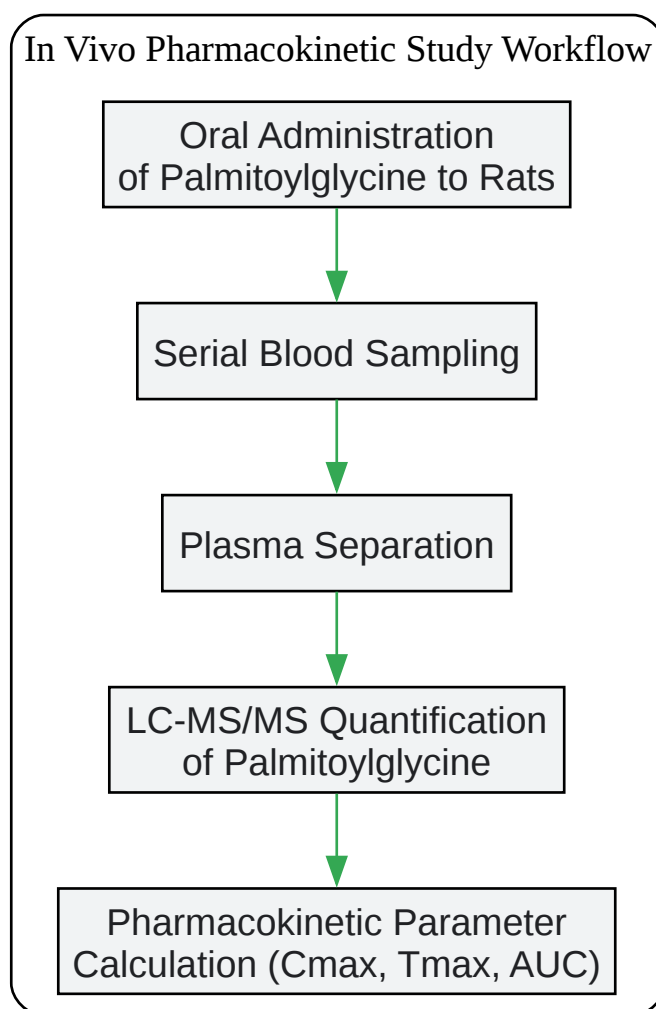 In Vivo Pharmacokinetic Study Workflow
Oral Administration
of Palmitoylglycine to Rats
Serial Blood Sampling
Plasma Separation
LC-MS/MS Quantification
of Palmitoylglycine
Pharmacokinetic Parameter
Calculation (Cmax, Tmax, AUC)